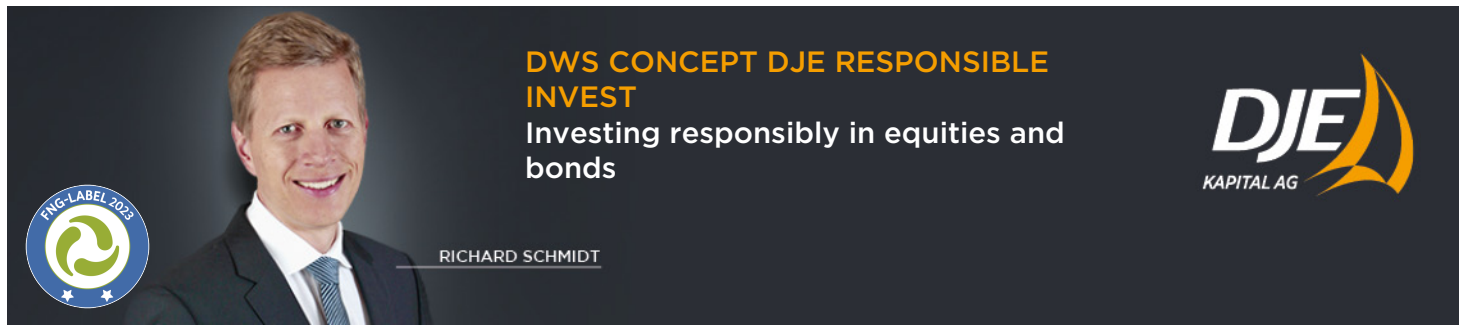 DWS CONCEPT DJE RESPONSIBLE
INVEST
Investing responsibly in equities and
bonds
DJE
KAPITAL AG
FNG-LABEL 2023
RICHARD SCHMIDT